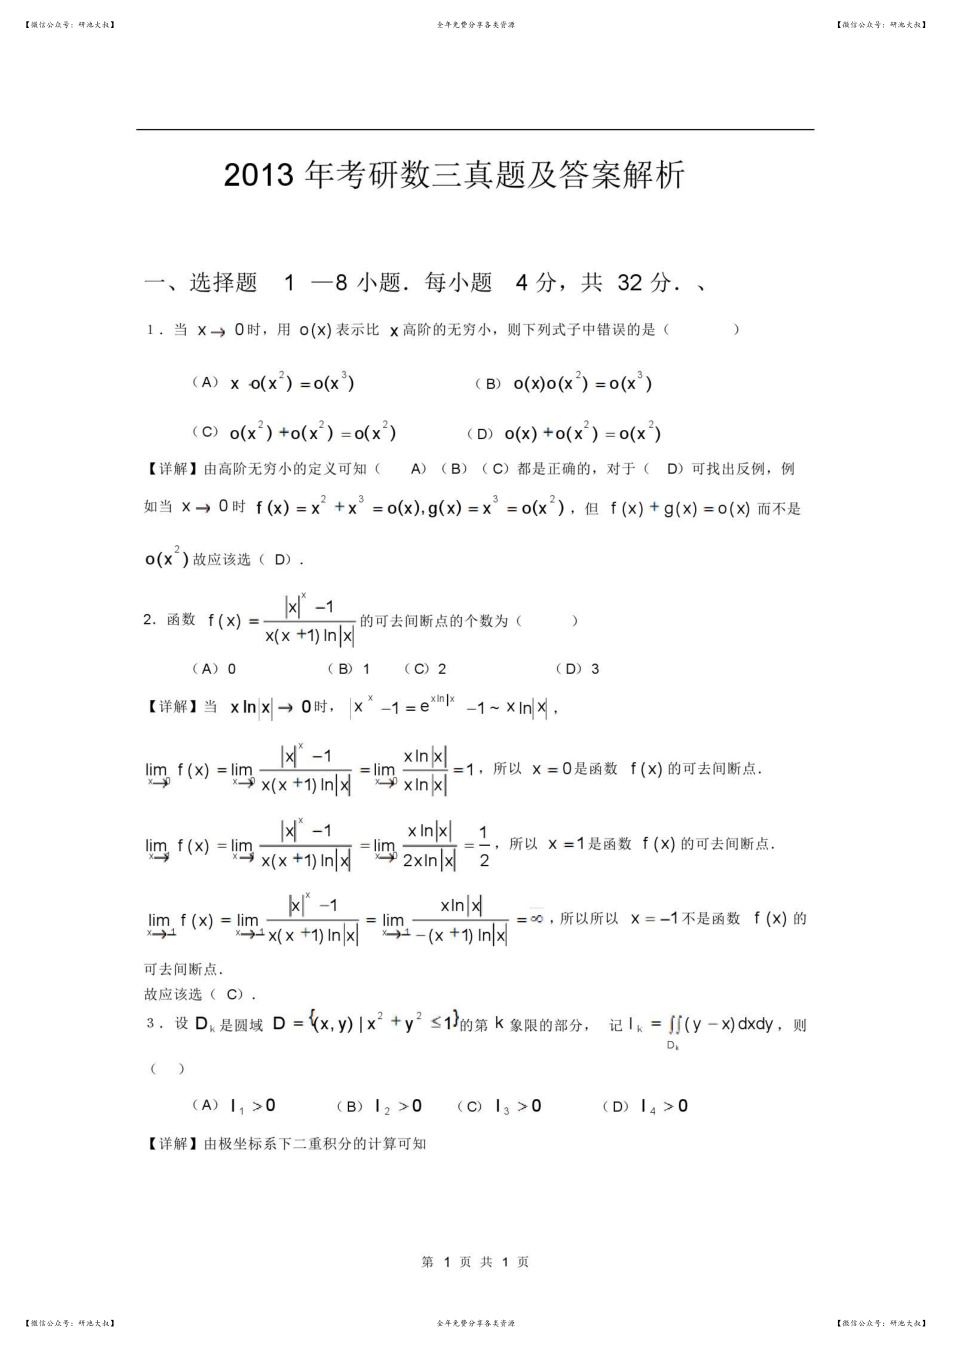 【微信公众号：研池大叔】 全年免费分享各类资源 【微信公众号：研池大叔】
2013 年考研数三真题及答案解析
一、选择题 1 —8 小题．每小题 4 分，共 32 分．、
1．当 x → 0时，用 o(x) 表示比 x 高阶的无穷小，则下列式子中错误的是（ ）
（A） x · o(x²) = o(x³) （B） o(x)o(x²) = o(x³)
（C） o(x²) + o(x²) = o(x²) （D） o(x) + o(x²) = o(x²)
【详解】由高阶无穷小的定义可知（ A）（B）（C）都是正确的，对于（ D）可找出反例，例
如当 x → 0时 f (x) = x² + x³ = o(x), g(x) = x³ = o(x²)，但 f (x) + g(x) = o(x) 而不是
o(x²) 故应该选（ D）．
2．函数 f (x) = (|x|^x −1) / (x(x +1) ln|x|) 的可去间断点的个数为（ ）
（A）0 （B）1 （C）2 （D）3
【详解】当 x ln|x| → 0时， |x^x −1 = e^(x ln|x) −1 ~ x ln|x|，
lim x→0 f (x) = lim x→0 (|x|^x −1) / (x(x +1) ln|x|) = lim x→0 (x ln|x|) / (x ln|x|) = 1，所以 x = 0是函数 f (x) 的可去间断点．
lim x→1 f (x) = lim x→1 (|x|^x −1) / (x(x +1) ln|x|) = lim x→0 (x ln|x|) / (2x ln|x|) = 1/2，所以 x = 1是函数 f (x) 的可去间断点．
lim x→−1 f (x) = lim x→−1 (|x|^x −1) / (x(x +1) ln|x|) = lim x→−1 (x ln|x|) / (−(x +1) ln|x|) = ∞，所以所以 x = −1不是函数 f (x) 的
可去间断点．
故应该选（ C）．
3．设 D_k 是圆域 D = {(x, y) | x² + y² ≤ 1}的第 k 象限的部分， 记 I_k = ∬_(D_k) (y − x)dxdy，则
（ ）
（A） I₁ > 0 （B） I₂ > 0 （C） I₃ > 0 （D） I₄ > 0
【详解】由极坐标系下二重积分的计算可知
第 1 页 共 1 页
【微信公众号：研池大叔】 全年免费分享各类资源 【微信公众号：研池大叔】